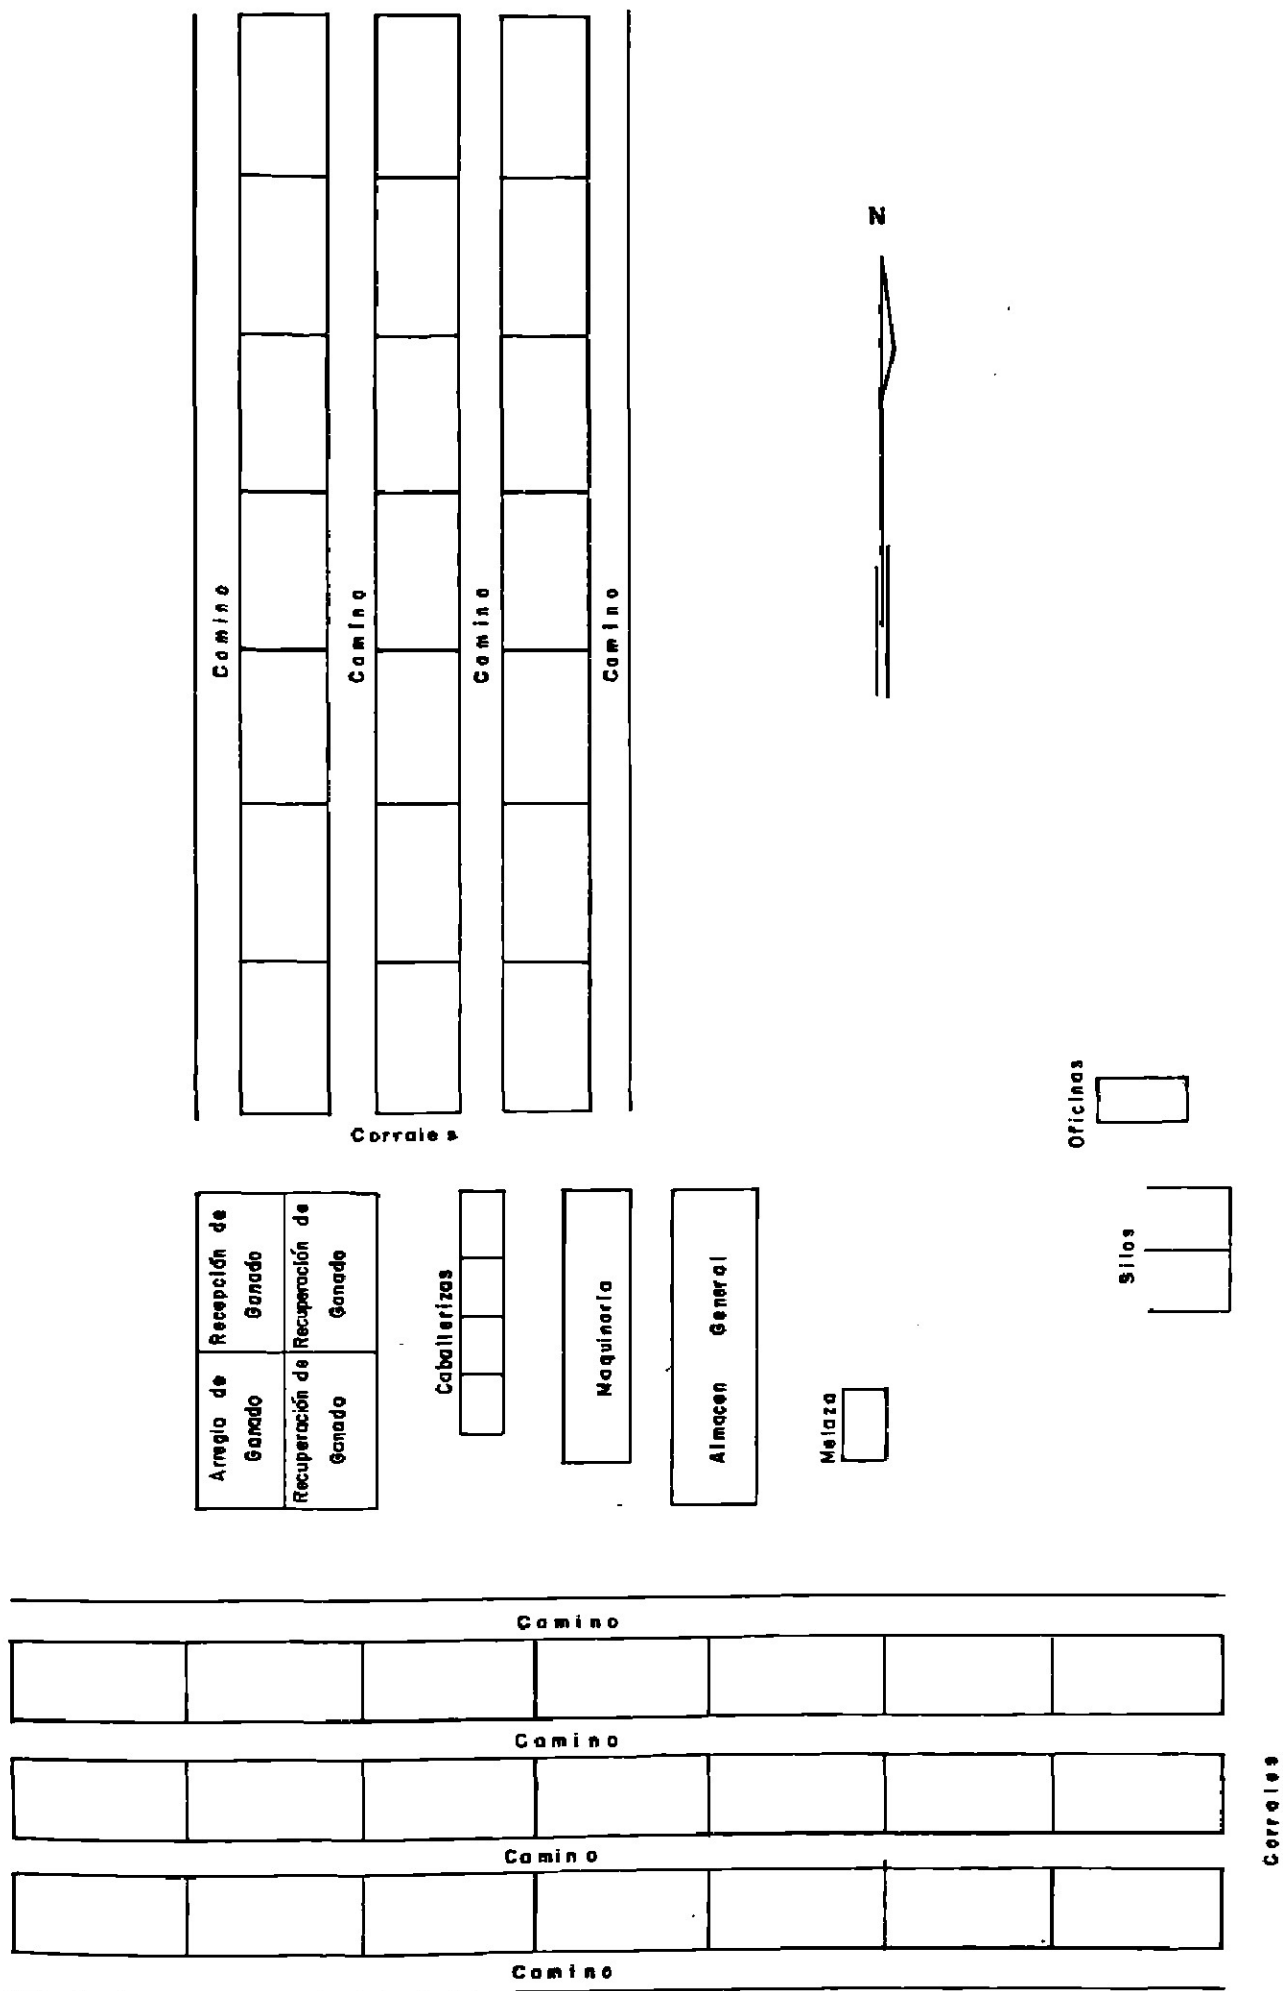 N
Camino
Camino
Camino
Camino
Corrales
Oficinas
Recepción de
Ganado
Recuperación de
Ganado
Arreglo de
Ganado
Recuperación de
Ganado
Caballerizas
Maquinaria
Almacen General
Melaza
Silos
Camino
Camino
Camino
Camino
Corrales